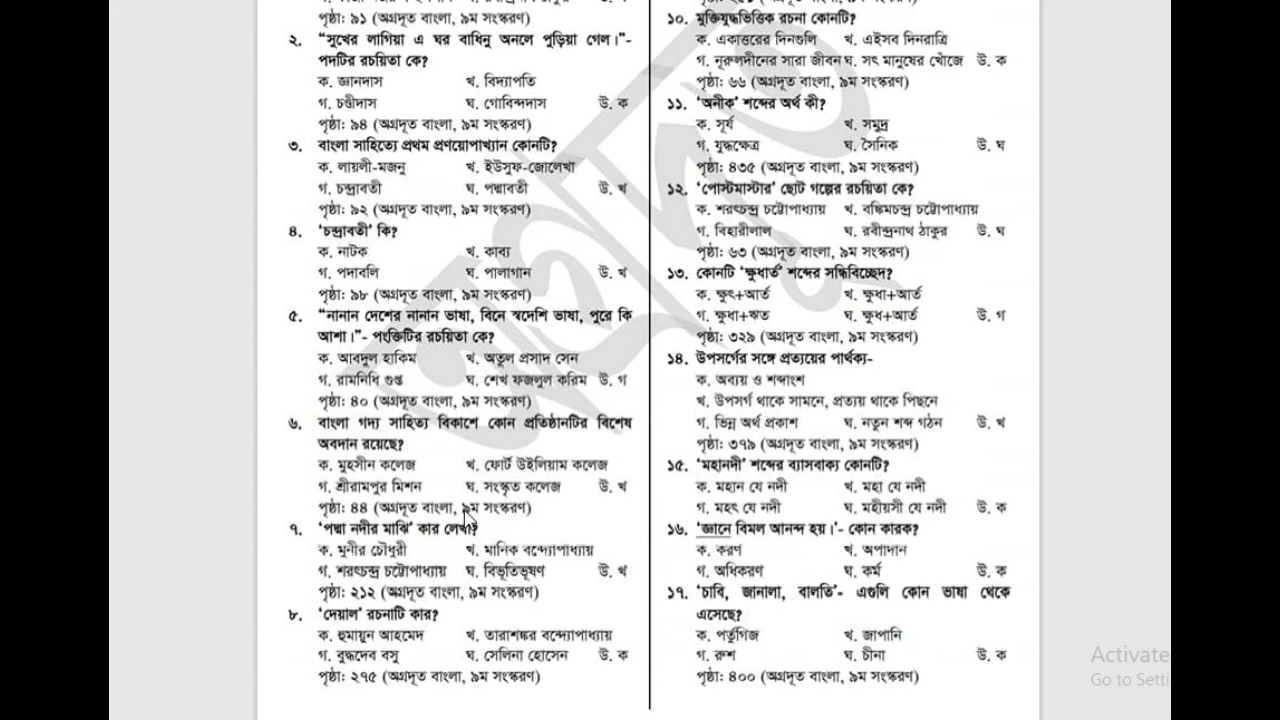 পৃষ্ঠা: ৯১ (অগ্রদূত বাংলা, ৯ম সংস্করণ)
২. “সুখের লাগিয়া এ ঘর বাধিনু অনলে পুড়িয়া গেল।”-
পদটির রচয়িতা কে?
ক. জ্ঞানদাস খ. বিদ্যাপতি
গ. চণ্ডীদাস ঘ. গোবিন্দদাস উ. ক
পৃষ্ঠা: ৯৪ (অগ্রদূত বাংলা, ৯ম সংস্করণ)
৩. বাংলা সাহিত্যে প্রথম প্রণয়োপাখ্যান কোনটি?
ক. লায়লী-মজনু খ. ইউসুফ-জোলেখা
গ. চন্দ্রাবতী ঘ. পদ্মাবতী উ. খ
পৃষ্ঠা: ৯২ (অগ্রদূত বাংলা, ৯ম সংস্করণ)
৪. ‘চন্দ্রাবতী’ কি?
ক. নাটক খ. কাব্য
গ. পদাবলি ঘ. পালাগান উ. খ
পৃষ্ঠা: ৯৮ (অগ্রদূত বাংলা, ৯ম সংস্করণ)
৫. “নানান দেশের নানান ভাষা, বিনে স্বদেশি ভাষা, পুরে কি
আশা।”- পংক্তিটির রচয়িতা কে?
ক. আবদুল হাকিম খ. অতুল প্রসাদ সেন
গ. রামনিধি গুপ্ত ঘ. শেখ ফজলুল করিম উ. গ
পৃষ্ঠা: ৪০ (অগ্রদূত বাংলা, ৯ম সংস্করণ)
৬. বাংলা গদ্য সাহিত্য বিকাশে কোন প্রতিষ্ঠানটির বিশেষ
অবদান রয়েছে?
ক. মুহসীন কলেজ খ. ফোর্ট উইলিয়াম কলেজ
গ. শ্রীরামপুর মিশন ঘ. সংস্কৃত কলেজ উ. খ
পৃষ্ঠা: ৪৪ (অগ্রদূত বাংলা, ৯ম সংস্করণ)
৭. ‘পদ্মা নদীর মাঝি’ কার লেখা?
ক. মুনীর চৌধুরী খ. মানিক বন্দ্যোপাধ্যায়
গ. শরৎচন্দ্র চট্টোপাধ্যায় ঘ. বিভূতিভূষণ উ. খ
পৃষ্ঠা: ২১২ (অগ্রদূত বাংলা, ৯ম সংস্করণ)
৮. ‘দেয়াল’ রচনাটি কার?
ক. হুমায়ুন আহমেদ খ. তারাশঙ্কর বন্দ্যোপাধ্যায়
গ. বুদ্ধদেব বসু ঘ. সেলিনা হোসেন উ. ক
পৃষ্ঠা: ২৭৫ (অগ্রদূত বাংলা, ৯ম সংস্করণ)
১০. মুক্তিযুদ্ধভিত্তিক রচনা কোনটি?
ক. একাত্তরের দিনগুলি খ. এইসব দিনরাত্রি
গ. নূরুলদীনের সারা জীবন ঘ. সৎ মানুষের খোঁজে উ. ক
পৃষ্ঠা: ৬৬ (অগ্রদূত বাংলা, ৯ম সংস্করণ)
১১. ‘অনীক’ শব্দের অর্থ কী?
ক. সূর্য খ. সমুদ্র
গ. যুদ্ধক্ষেত্র ঘ. সৈনিক উ. ঘ
পৃষ্ঠা: ৪৩৫ (অগ্রদূত বাংলা, ৯ম সংস্করণ)
১২. ‘পোস্টমাস্টার’ ছোট গল্পের রচয়িতা কে?
ক. শরৎচন্দ্র চট্টোপাধ্যায় খ. বঙ্কিমচন্দ্র চট্টোপাধ্যায়
গ. বিহারীলাল ঘ. রবীন্দ্রনাথ ঠাকুর উ. ঘ
পৃষ্ঠা: ৬৩ (অগ্রদূত বাংলা, ৯ম সংস্করণ)
১৩. কোনটি ‘ক্ষুধার্ত’ শব্দের সন্ধিবিচ্ছেদ?
ক. ক্ষুৎ+আর্ত খ. ক্ষুধা+আর্ত
গ. ক্ষুধা+ঋত ঘ. ক্ষুধ+আর্ত উ. গ
পৃষ্ঠা: ৩২৯ (অগ্রদূত বাংলা, ৯ম সংস্করণ)
১৪. উপসর্গের সঙ্গে প্রত্যয়ের পার্থক্য-
ক. অব্যয় ও শব্দাংশ
খ. উপসর্গ থাকে সামনে, প্রত্যয় থাকে পিছনে
গ. ভিন্ন অর্থ প্রকাশ ঘ. নতুন শব্দ গঠন উ. খ
পৃষ্ঠা: ৩৭৯ (অগ্রদূত বাংলা, ৯ম সংস্করণ)
১৫. ‘মহানদী’ শব্দের ব্যাসবাক্য কোনটি?
ক. মহান যে নদী খ. মহা যে নদী
গ. মহৎ যে নদী ঘ. মহীয়সী যে নদী উ. ক
পৃষ্ঠা: ৩৫১ (অগ্রদূত বাংলা, ৯ম সংস্করণ)
১৬. ‘জ্ঞানে বিমল আনন্দ হয়।’- কোন কারক?
ক. করণ খ. অপাদান
গ. অধিকরণ ঘ. কর্ম উ. ক
১৭. ‘চাবি, জানালা, বালতি’- এগুলি কোন ভাষা থেকে
এসেছে?
ক. পর্তুগিজ খ. জাপানি
গ. রুশ ঘ. চীনা উ. ক
পৃষ্ঠা: ৪০০ (অগ্রদূত বাংলা, ৯ম সংস্করণ)
অগ্রদূত
Activate
Go to Setti